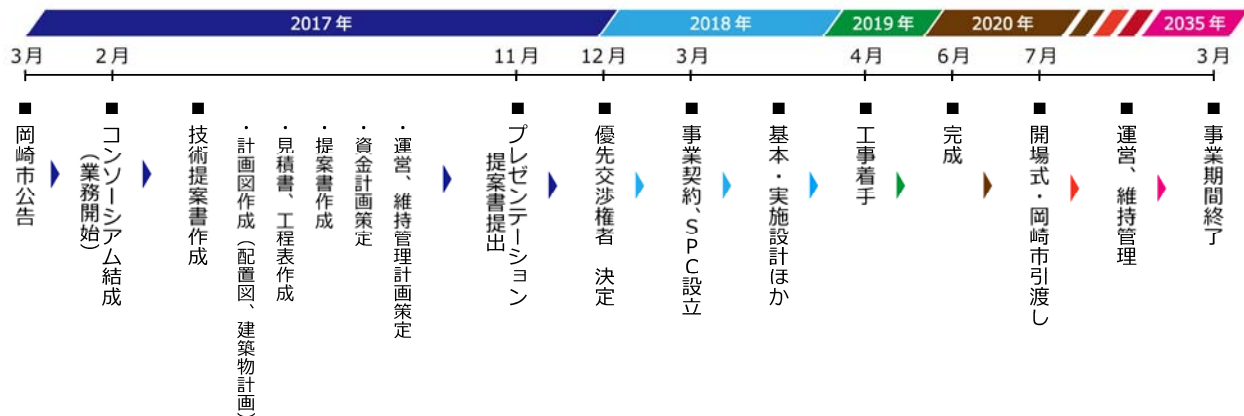 2017年
2018年
2019年
2020年
2035年
3月
2月
11月
12月
3月
4月
6月
7月
3月
■岡崎市公告
■コンソーシアム結成
（業務開始）
■技術提案書作成
・計画図作成（配置図、建築物計画）
・見積書、工程表作成
・提案書作成
・資金計画策定
・運営、維持管理計画策定
■プレゼンテーション
提案書提出
■優先交渉権者　決定
■事業契約、SPC設立
■基本・実施設計ほか
■工事着手
■完成
■開場式・岡崎市引渡し
■運営、維持管理
■事業期間終了